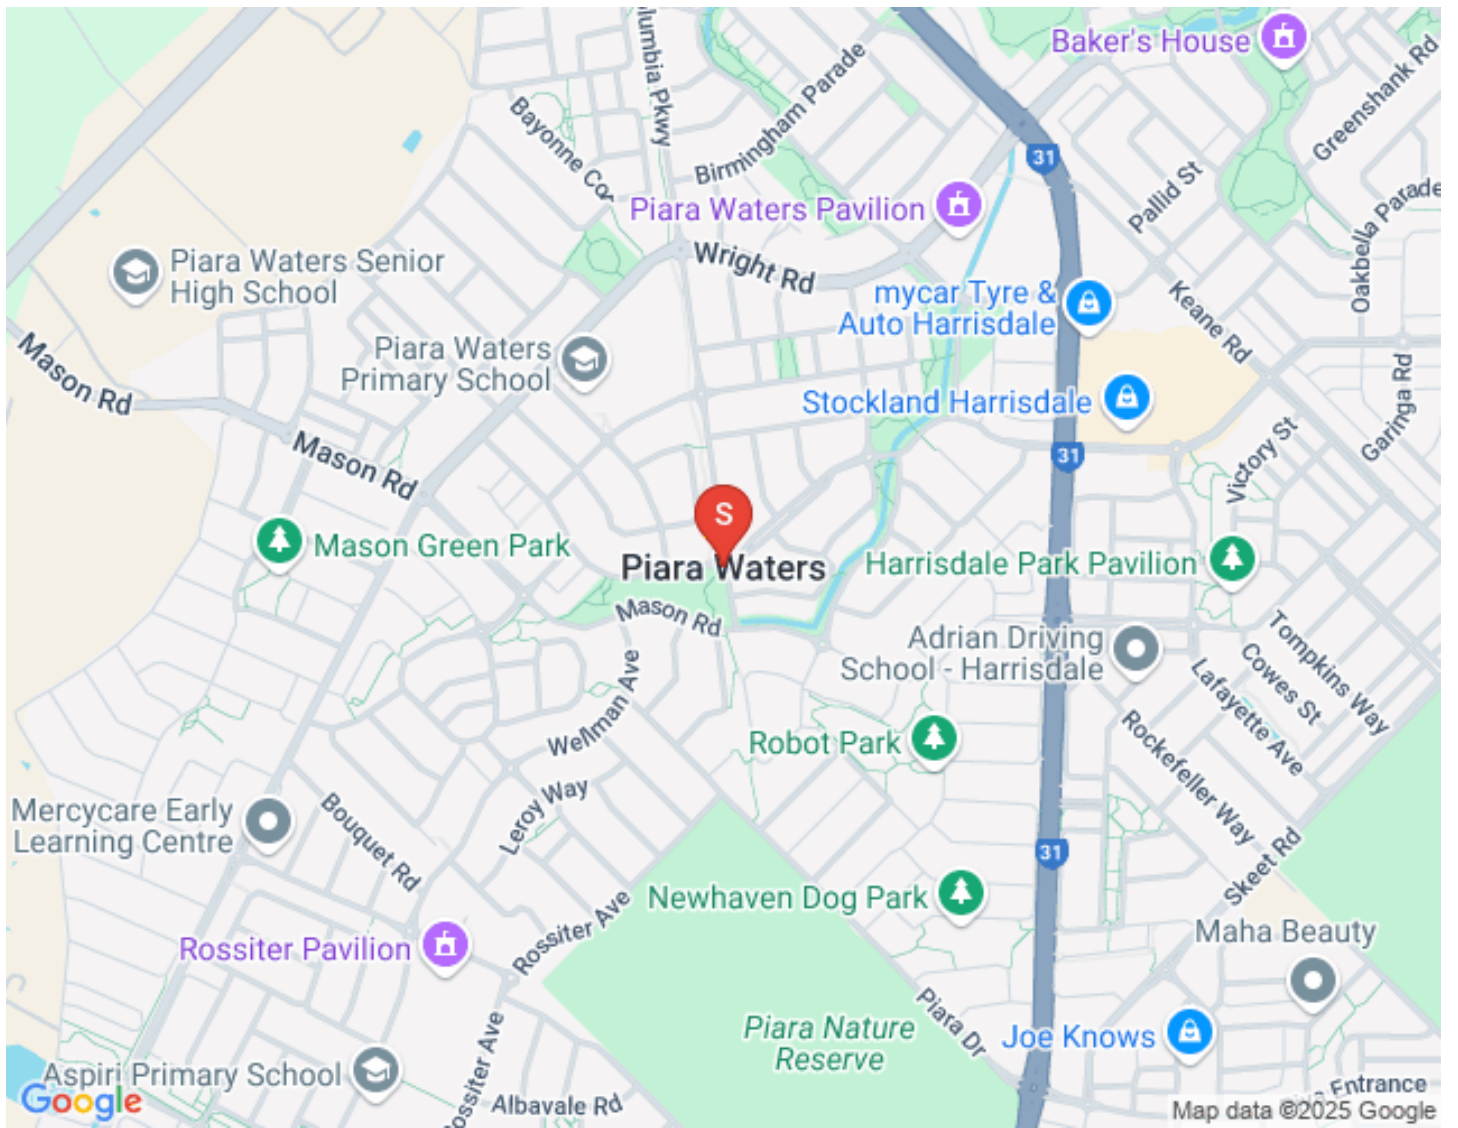 Baker's House
Greenshank Rd
lumbia Pkwy
Bayonne Cor
Birmingham Parade
31
Pallid St
Oakbella Parade
Piara Waters Pavilion
Wright Rd
Piara Waters Senior
High School
mycar Tyre &
Auto Harrisdale
Keane Rd
Mason Rd
Piara Waters
Primary School
Stockland Harrisdale
Garinga Rd
Mason Rd
31
Victory St
S
Mason Green Park
Piara Waters
Harrisdale Park Pavilion
Mason Rd
Adrian Driving
School - Harrisdale
Tompkins Way
Cowes St
Lafayette Ave
Wellman Ave
Robot Park
Rockefeller Way
Leroy Way
Mercycare Early
Learning Centre
Bouquet Rd
31
Skeet Rd
Newhaven Dog Park
Rossiter Ave
Rossiter Pavilion
Maha Beauty
Piara Nature
Reserve
Piara Dr
Joe Knows
Aspiri Primary School
ossiter Ave
Albavale Rd
Entrance
Google
Map data ©2025 Google